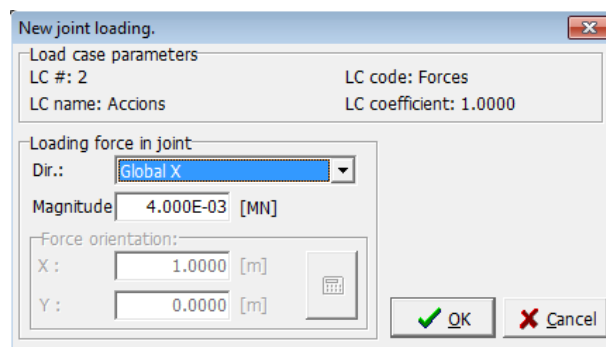 New joint loading.
Load case parameters
LC #: 2 LC code: Forces
LC name: Accions LC coefficient: 1.0000
Loading force in joint
Dir.: Global X
Magnitude 4.000E-03 [MN]
Force orientation:
X : 1.0000 [m]
Y : 0.0000 [m]
OK Cancel